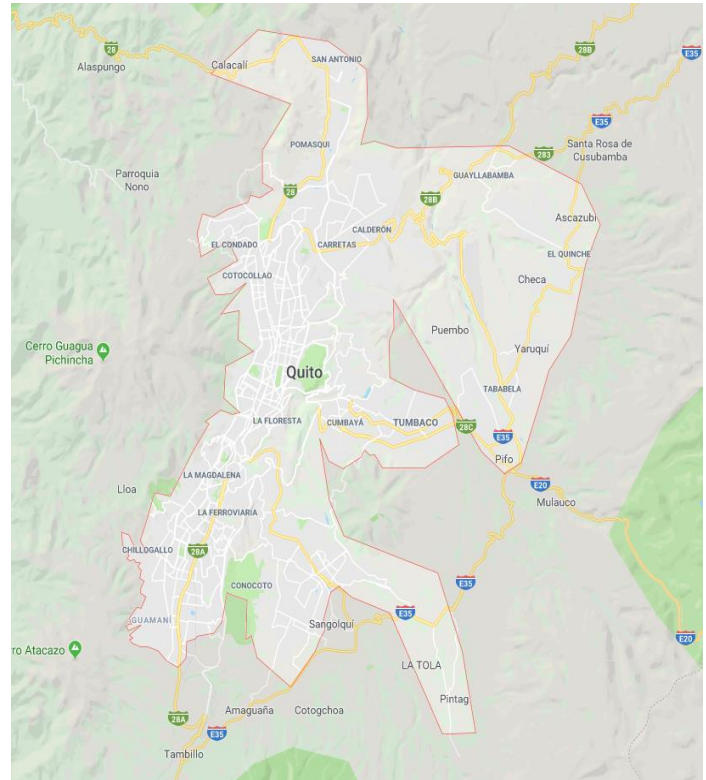 28
Alaspungo
Calacalí
SAN ANTONIO
28B
E35
E35
POMASQUI
Parroquia
Nono
28
283
Santa Rosa de
Cusubamba
GUAYLLABAMBA
28B
Ascazubi
CALDERÓN
EL CONDADO
CARRETAS
EL QUINCHE
COTOCOLLAO
Checa
Puembo
Cerro Guagua
Pichincha
Yaruquí
Quito
TABABELA
LA FLORESTA
CUMBAYÁ
TUMBACO
28C
E35
Pifo
LA MAGDALENA
E20
Lloa
Mulauco
LA FERROVIARÍA
CHILLOGALLO
28A
CONOCOTO
E35
E35
GUAMANÍ
Sangolquí
E20
ro Atacazo
LA TOLA
Pintag
Amaguaña
Cotogchoa
28A
E35
Tambillo